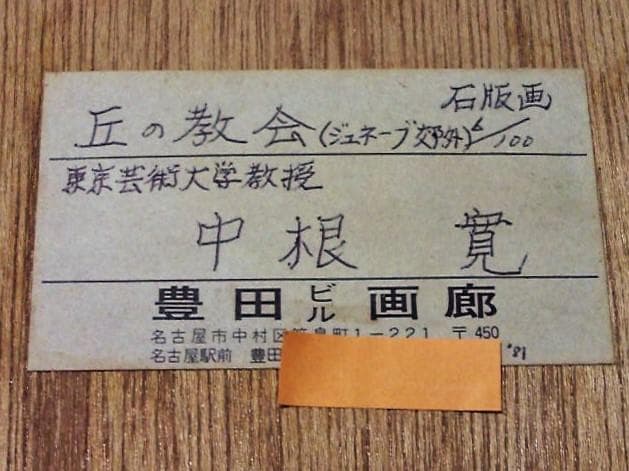 石版画
丘の教会(ジュネーブ郊外) 6/100
東京芸術大学教授
中根 寛
豊田ビル画廊
名古屋市中村区笹島町1−221 〒450
名古屋駅前 豊田
'81